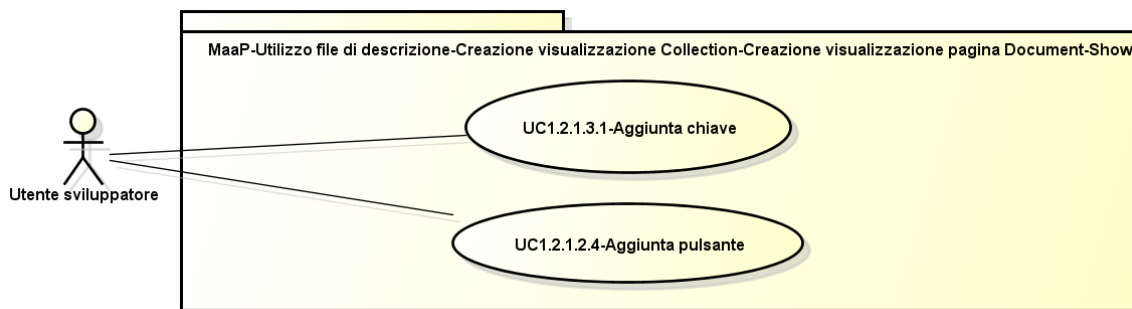 MaaP-Utilizzo file di descrizione-Creazione visualizzazione Collection-Creazione visualizzazione pagina Document-Show
UC1.2.1.3.1-Aggiunta chiave
Utente sviluppatore
UC1.2.1.2.4-Aggiunta pulsante